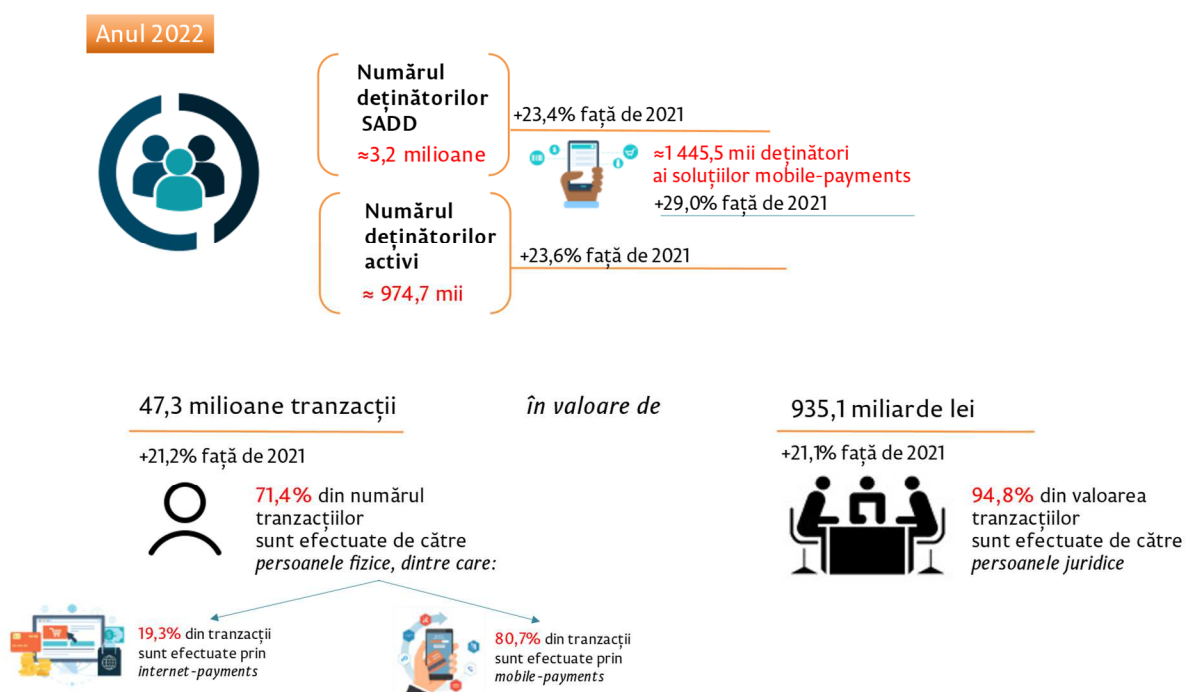 Anul 2022
Numărul
deținătorilor
SADD
≈3,2 milioane
+23,4% față de 2021
≈1 445,5 mii deținători
ai soluțiilor mobile-payments
+29,0% față de 2021
Numărul
deținătorilor
activi
≈ 974,7 mii
+23,6% față de 2021
47,3 milioane tranzacții
în valoare de
935,1 miliarde lei
+21,2% față de 2021
+21,1% față de 2021
71,4% din numărul
tranzacțiilor
sunt efectuate de către
persoanele fizice, dintre care:
94,8% din valoarea
tranzacțiilor
sunt efectuate de către
persoanele juridice
19,3% din tranzacții
sunt efectuate prin
internet-payments
80,7% din tranzacții
sunt efectuate prin
mobile-payments